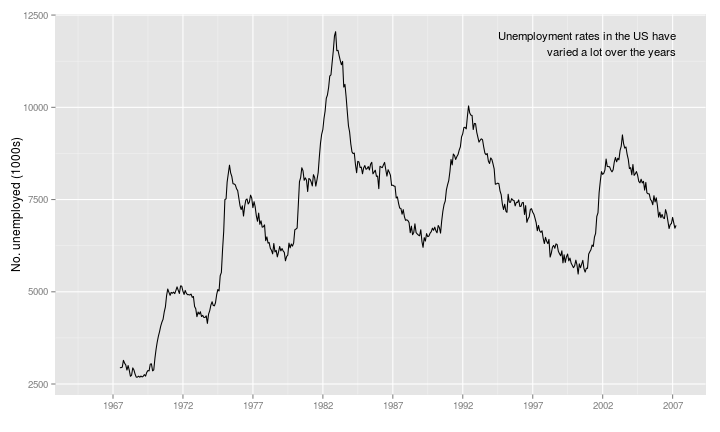 12500
Unemployment rates in the US have
varied a lot over the years
10000
7500
5000
2500
No. unemployed (1000s)
1967 1972 1977 1982 1987 1992 1997 2002 2007